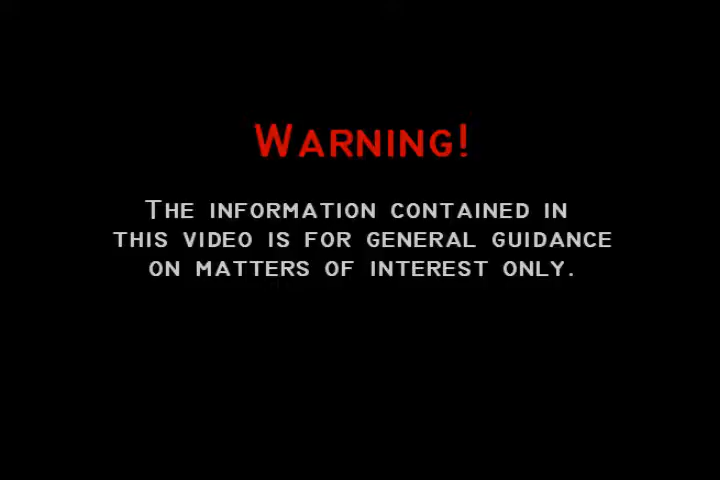 WARNING!
THE INFORMATION CONTAINED IN
THIS VIDEO IS FOR GENERAL GUIDANCE
ON MATTERS OF INTEREST ONLY.